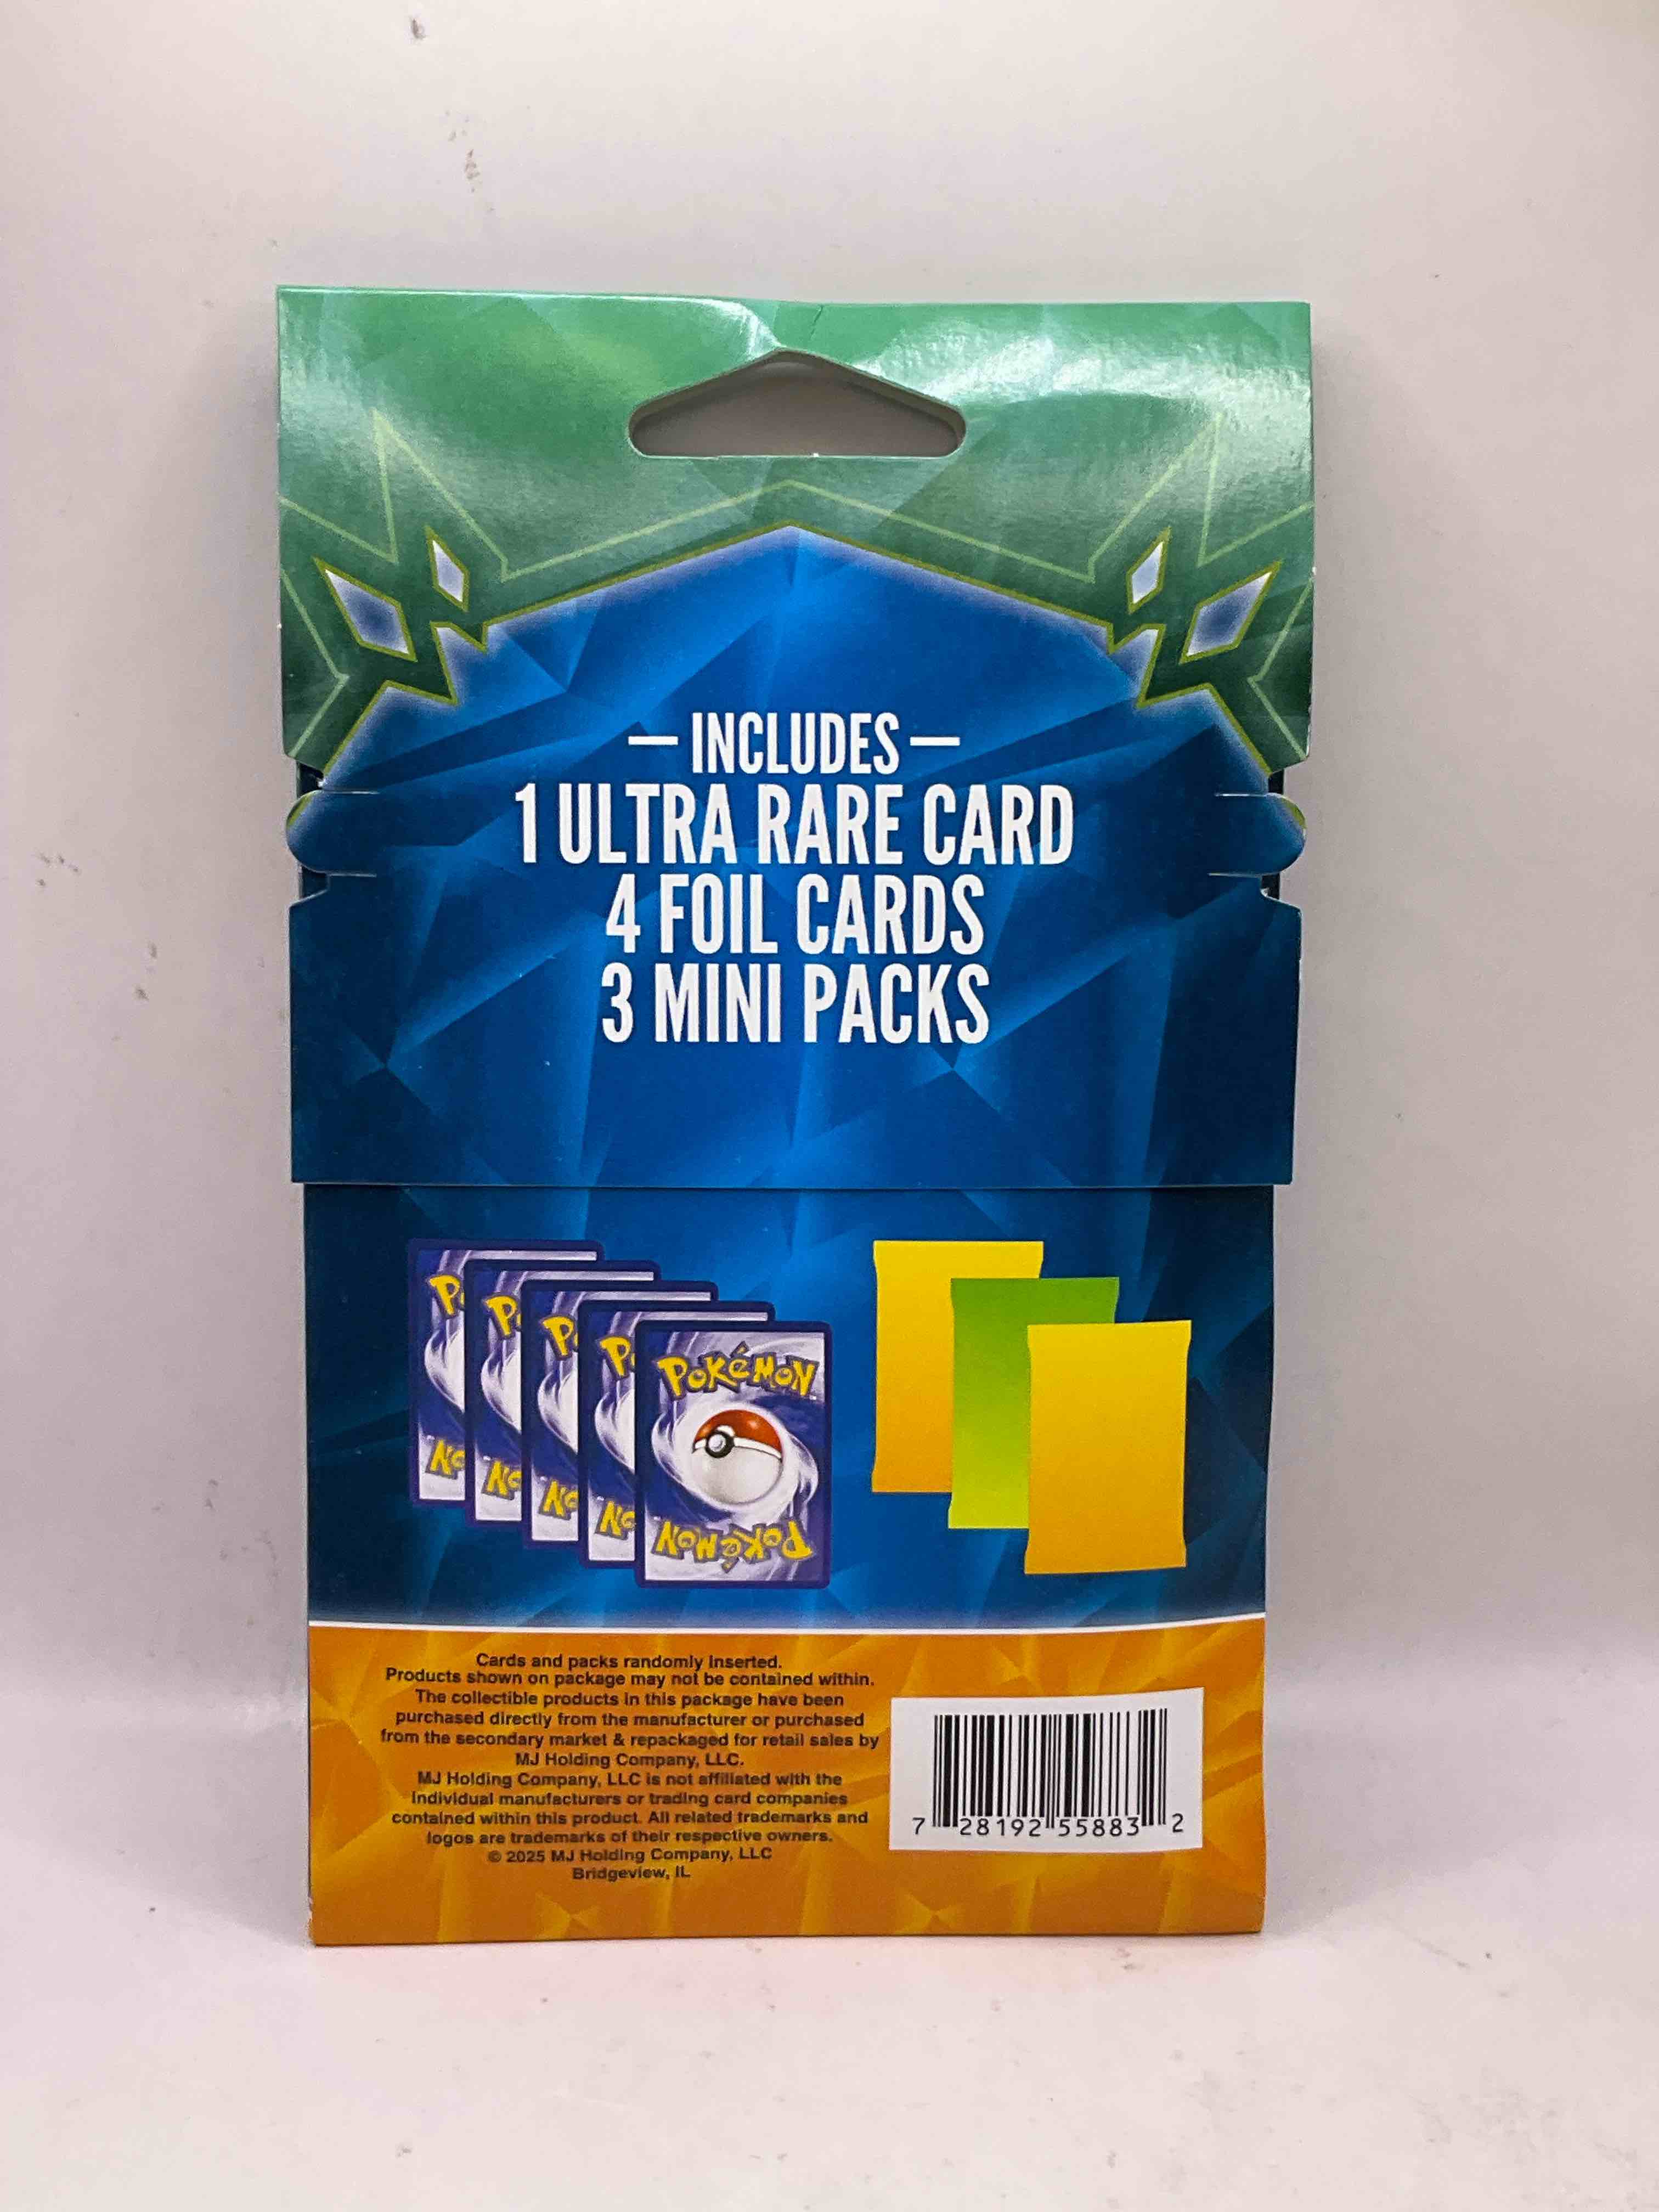 — INCLUDES —
1 ULTRA RARE CARD
4 FOIL CARDS
3 MINI PACKS
P
P
P
P
POKéMON
POKéMON
Cards and packs randomly inserted.
Products shown on package may not be contained within.
The collectible products in this package have been
purchased directly from the manufacturer or purchased
from the secondary market & repackaged for retail sales by
MJ Holding Company, LLC.
MJ Holding Company, LLC is not affiliated with the
individual manufacturers or trading card companies
contained within this product. All related trademarks and
logos are trademarks of their respective owners.
© 2025 MJ Holding Company, LLC
Bridgeview, IL
7 28192 55883 2